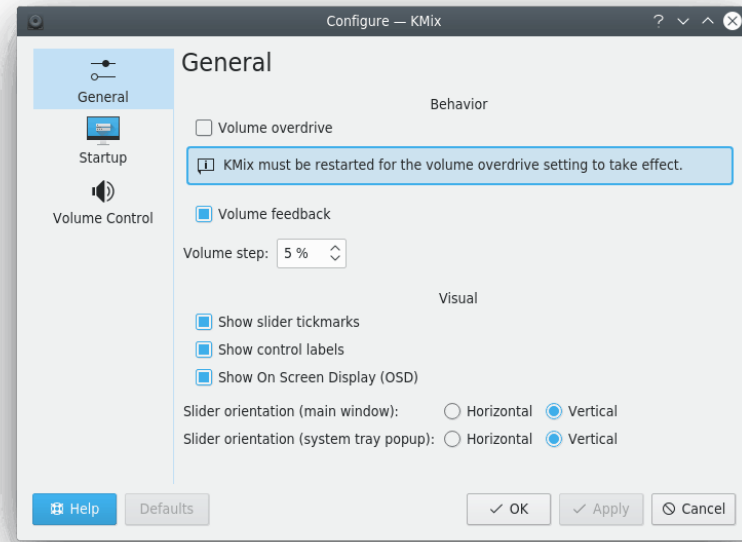 Configure — KMix
General
Startup
Volume Control
General
Behavior
Volume overdrive
KMix must be restarted for the volume overdrive setting to take effect.
Volume feedback
Volume step: 5 %
Visual
Show slider tickmarks
Show control labels
Show On Screen Display (OSD)
Slider orientation (main window): Horizontal Vertical
Slider orientation (system tray popup): Horizontal Vertical
Help Defaults OK Apply Cancel